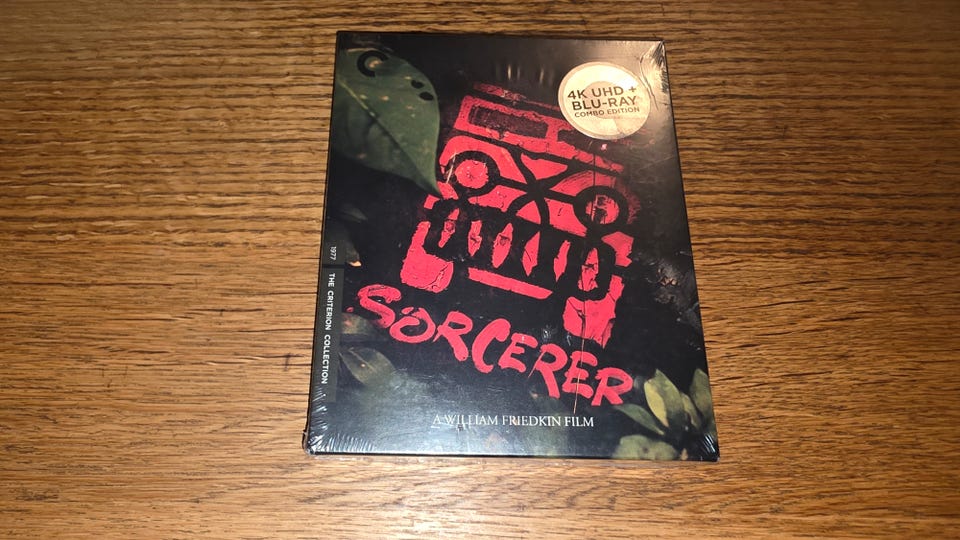 4K UHD +
BLU-RAY
COMBO EDITION
1977
THE CRITERION COLLECTION
SORCERER
A WILLIAM FRIEDKIN FILM